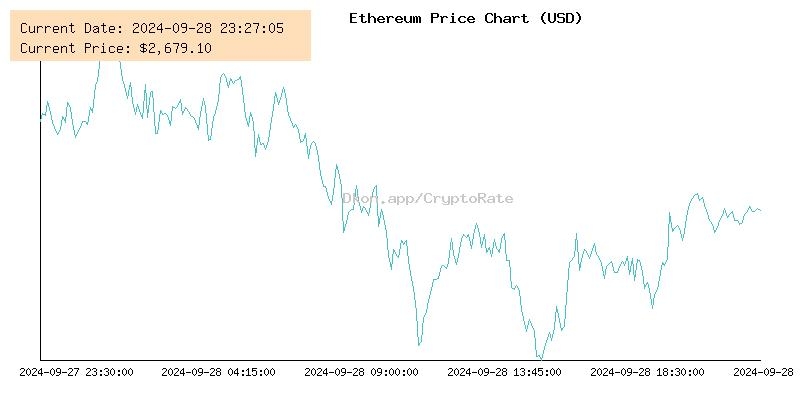 Ethereum Price Chart (USD)
Current Date: 2024-09-28 23:27:05
Current Price: $2,679.10
Okon.app/CryptoRate
2024-09-27 23:30:00 2024-09-28 04:15:00 2024-09-28 09:00:00 2024-09-28 13:45:00 2024-09-28 18:30:00 2024-09-28